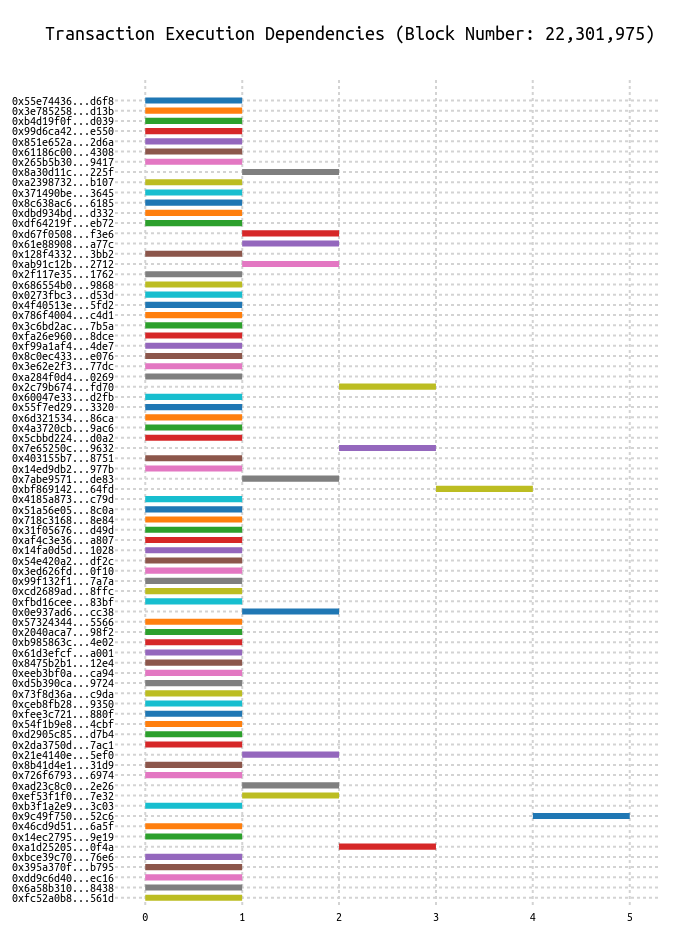 Transaction Execution Dependencies (Block Number: 22,301,975)
0x55e74436...d6f8
0x3e785258...d13b
0xb4d19f0f...d039
0x99d6ca42...e550
0x851e652a...2d6a
0x61186c00...4308
0x265b5b30...9417
0x8a30d11c...225f
0xa2398732...b107
0x371490be...3645
0x8c638ac6...6185
0xdbd934bd...d332
0xdf64219f...eb72
0xd67f0508...f3e6
0x61e88908...a77c
0x128f4332...3bb2
0xab91c12b...2712
0x2f117e35...1762
0x686554b0...9868
0x0273fbc3...d53d
0x4f40513e...5fd2
0x786f4004...c4d1
0x3c6bd2ac...7b5a
0xfa26e960...8dce
0xf99a1af4...4de7
0x8c0ec433...e076
0x3e62e2f3...77dc
0xa284f0d4...0269
0x2c79b674...fd70
0x60047e33...d2fb
0x55f7ed29...3320
0x6d321534...86ca
0x4a3720cb...9ac6
0x5cbbd224...d0a2
0x7e65250c...9632
0x403155b7...8751
0x14ed9db2...977b
0x7abe9571...de83
0xbf869142...64fd
0x4185a873...c79d
0x51a56e05...8c0a
0x718c3168...8e84
0x31f05676...d49d
0xaf4c3e36...a807
0x14fa0d5d...1028
0x54e420a2...df2c
0x3ed626fd...0f10
0x99f132f1...7a7a
0xcd2689ad...8ffc
0xfbd16cee...83bf
0x0e937ad6...cc38
0x57324344...5566
0x2040aca7...98f2
0xb985863c...4e02
0x61d3efcf...a001
0x8475b2b1...12e4
0xeeb3bf0a...ca94
0xd5b390ca...9724
0x73f8d36a...c9da
0xceb8fb28...9350
0xfee3c721...880f
0x54f1b9e8...4cbf
0xd2905c85...d7b4
0x2da3750d...7ac1
0x21e4140e...5ef0
0x8b41d4e1...31d9
0x726f6793...6974
0xad23c8c0...2e26
0xef53f1f0...7e32
0xb3f1a2e9...3c03
0x9c49f750...52c6
0x46cd9d51...6a5f
0x14ec2795...9e19
0xa1d25205...0f4a
0xbce39c70...76e6
0x395a370f...b795
0xdd9c6d40...ec16
0x6a58b310...8438
0xfc52a0b8...561d
0 1 2 3 4 5